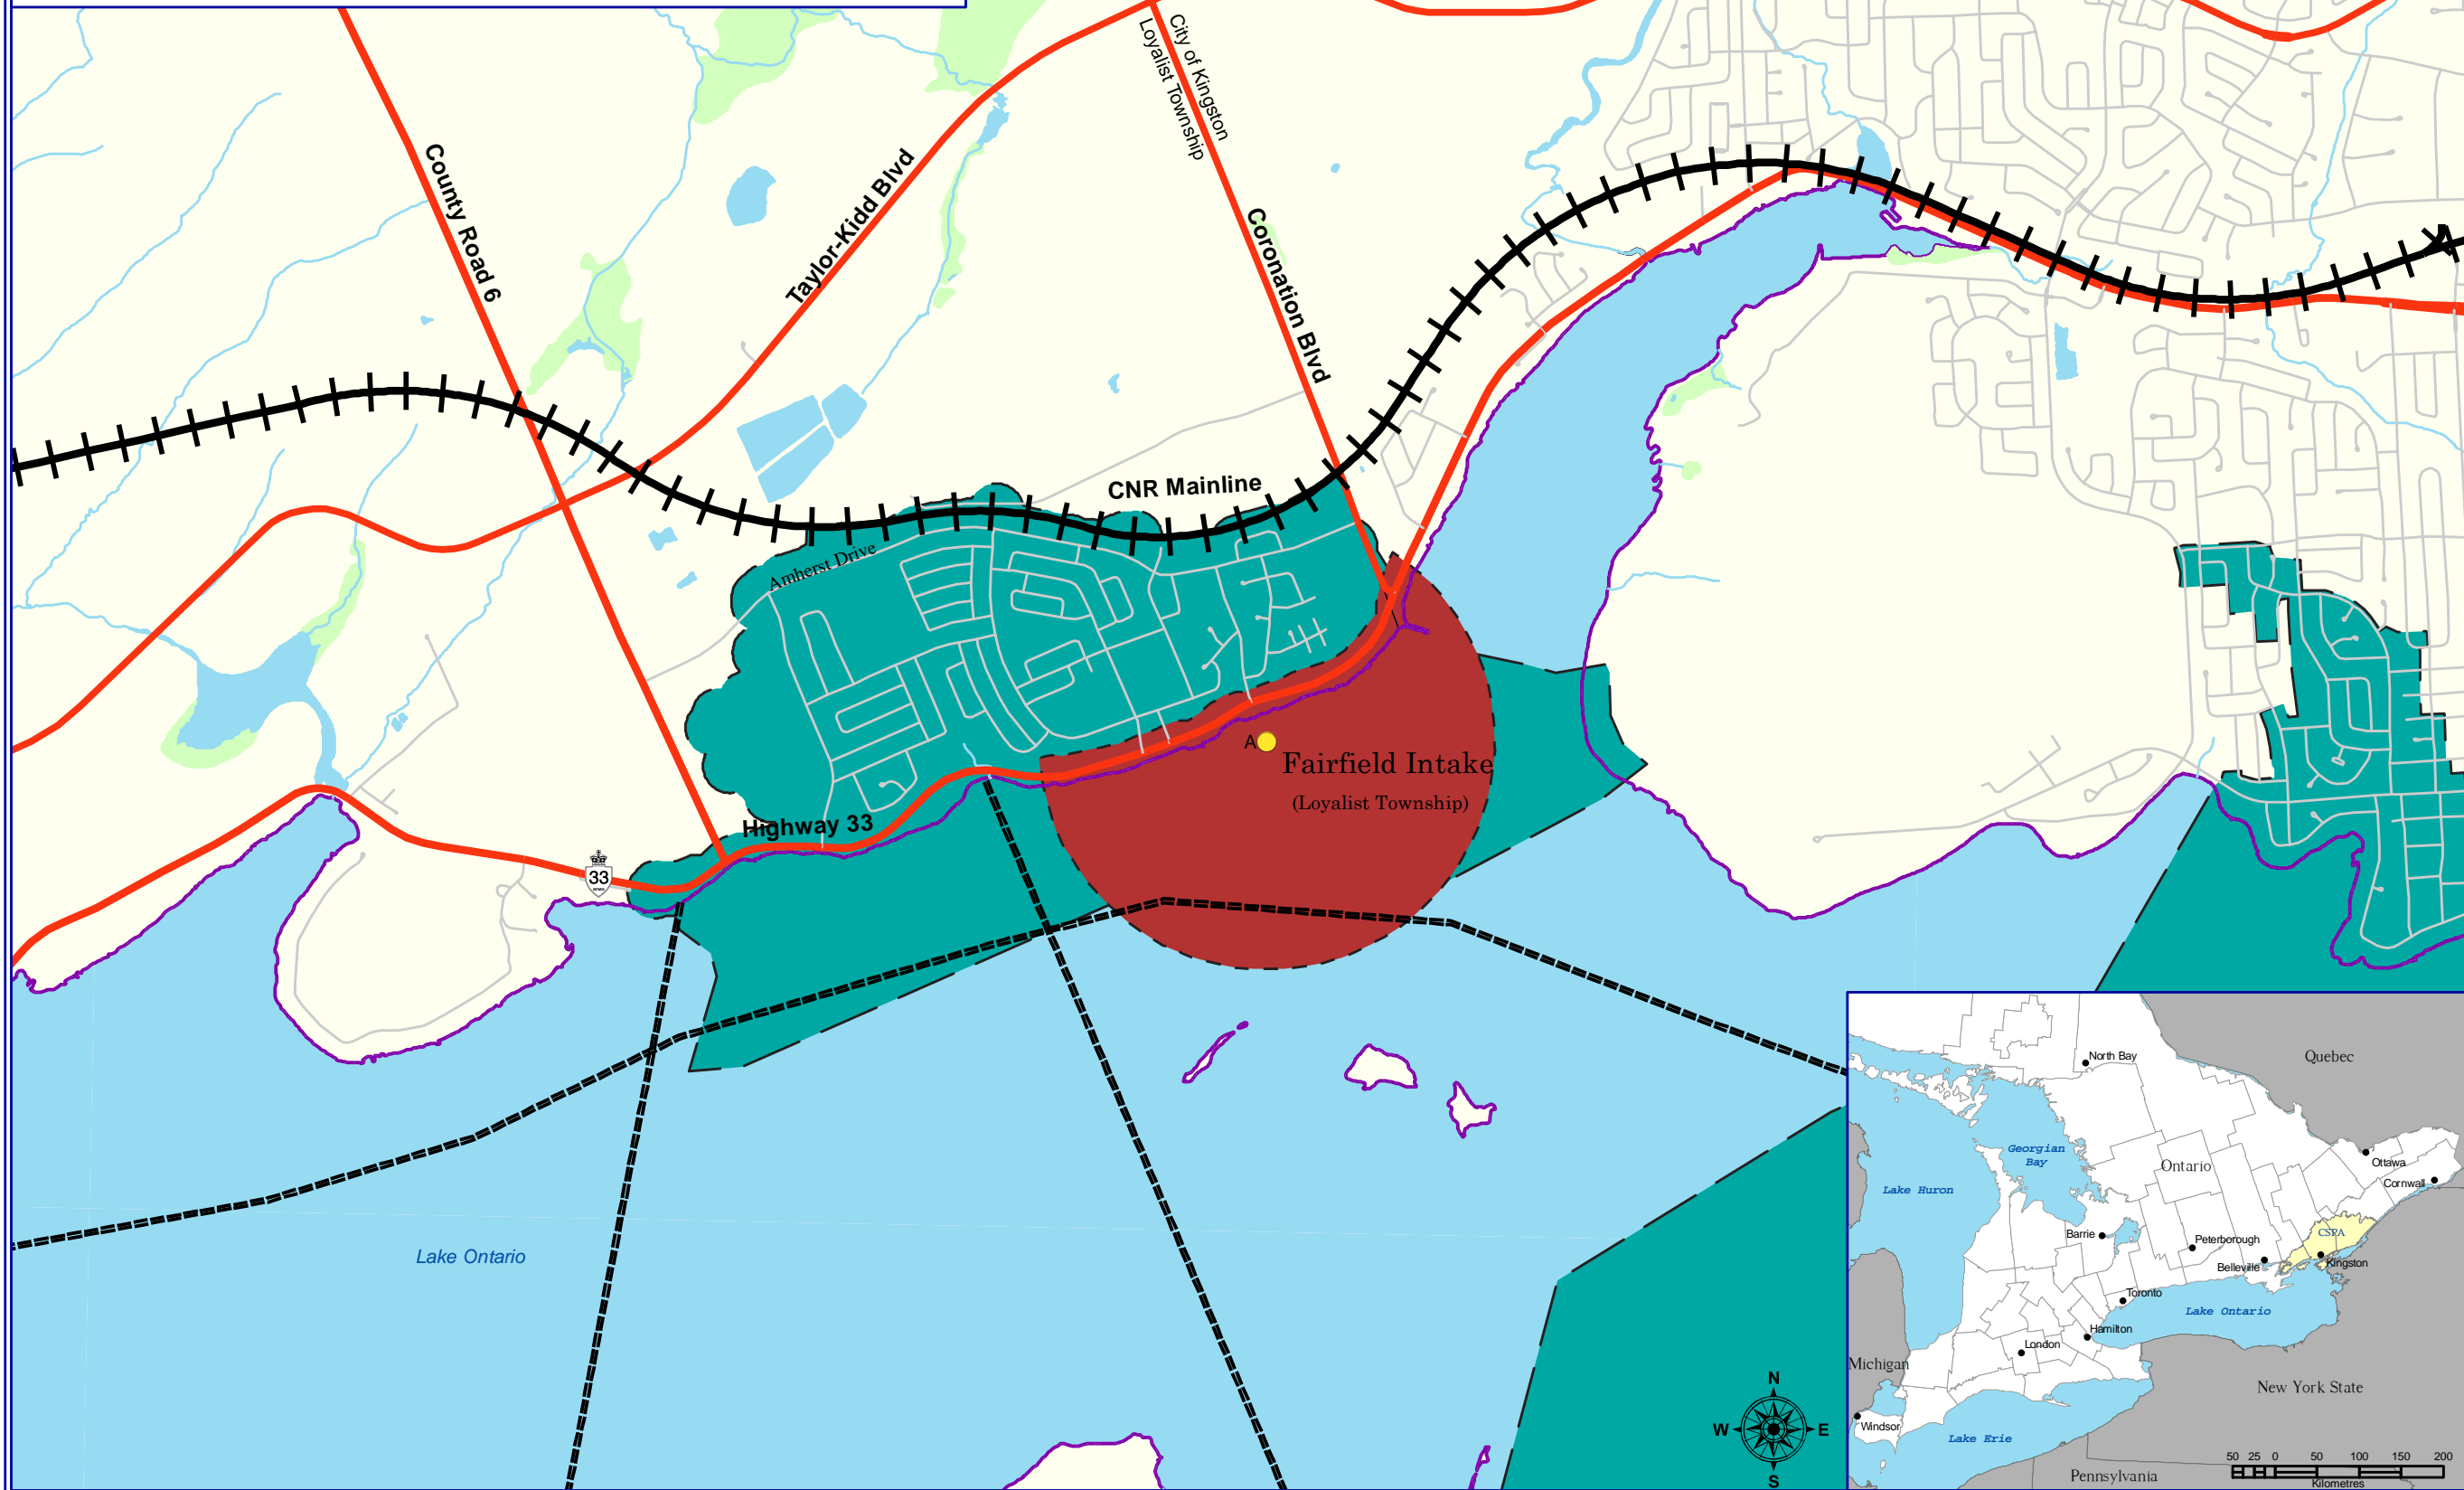 City of Kingston
Loyalist Township
County Road 6
Taylor-Kidd Blvd
Coronation Blvd
CNR Mainline
Amherst Drive
A
Fairfield Intake
(Loyalist Township)
Highway 33
33
Lake Ontario
N
W
E
S
North Bay
Quebec
Georgian
Bay
Ontario
Ottawa
Lake Huron
Cornwall
Barrie
Peterborough
CSPA
Belleville
Kingston
Toronto
Lake Ontario
Hamilton
London
Michigan
New York State
Windsor
Lake Erie
Pennsylvania
50 25 0 50 100 150 200
Kilometres